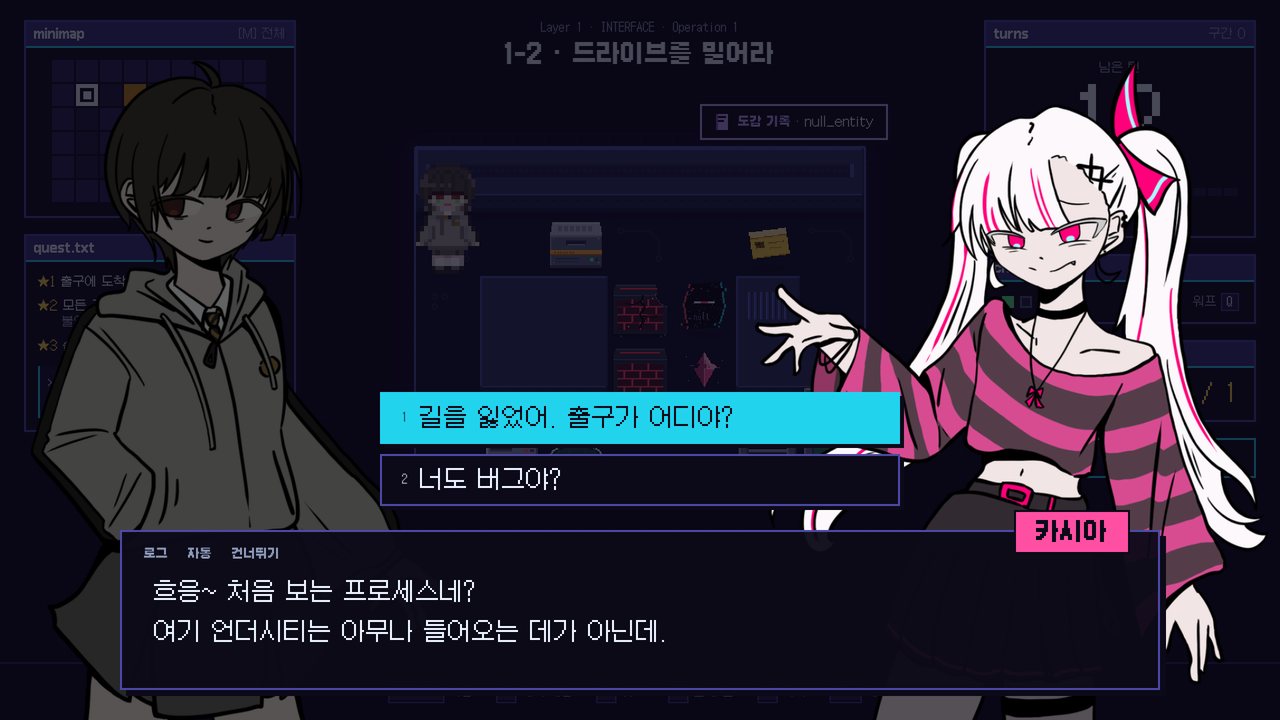 Layer 1 · INTERFACE · Operation 1
1-2 · 드라이브를 밀어라
minimap [M] 전체
turns 구간 0
남은 턴
도감 기록 · null_entity
quest.txt
★1 출구에 도착
★2 모든
★3
워프 Q
/ 1
1 길을 잃었어. 출구가 어디야?
2 너도 버그야?
카시아
로그 자동 건너뛰기
흐응~ 처음 보는 프로세스네?
여기 언더시티는 아무나 들어오는 데가 아닌데.